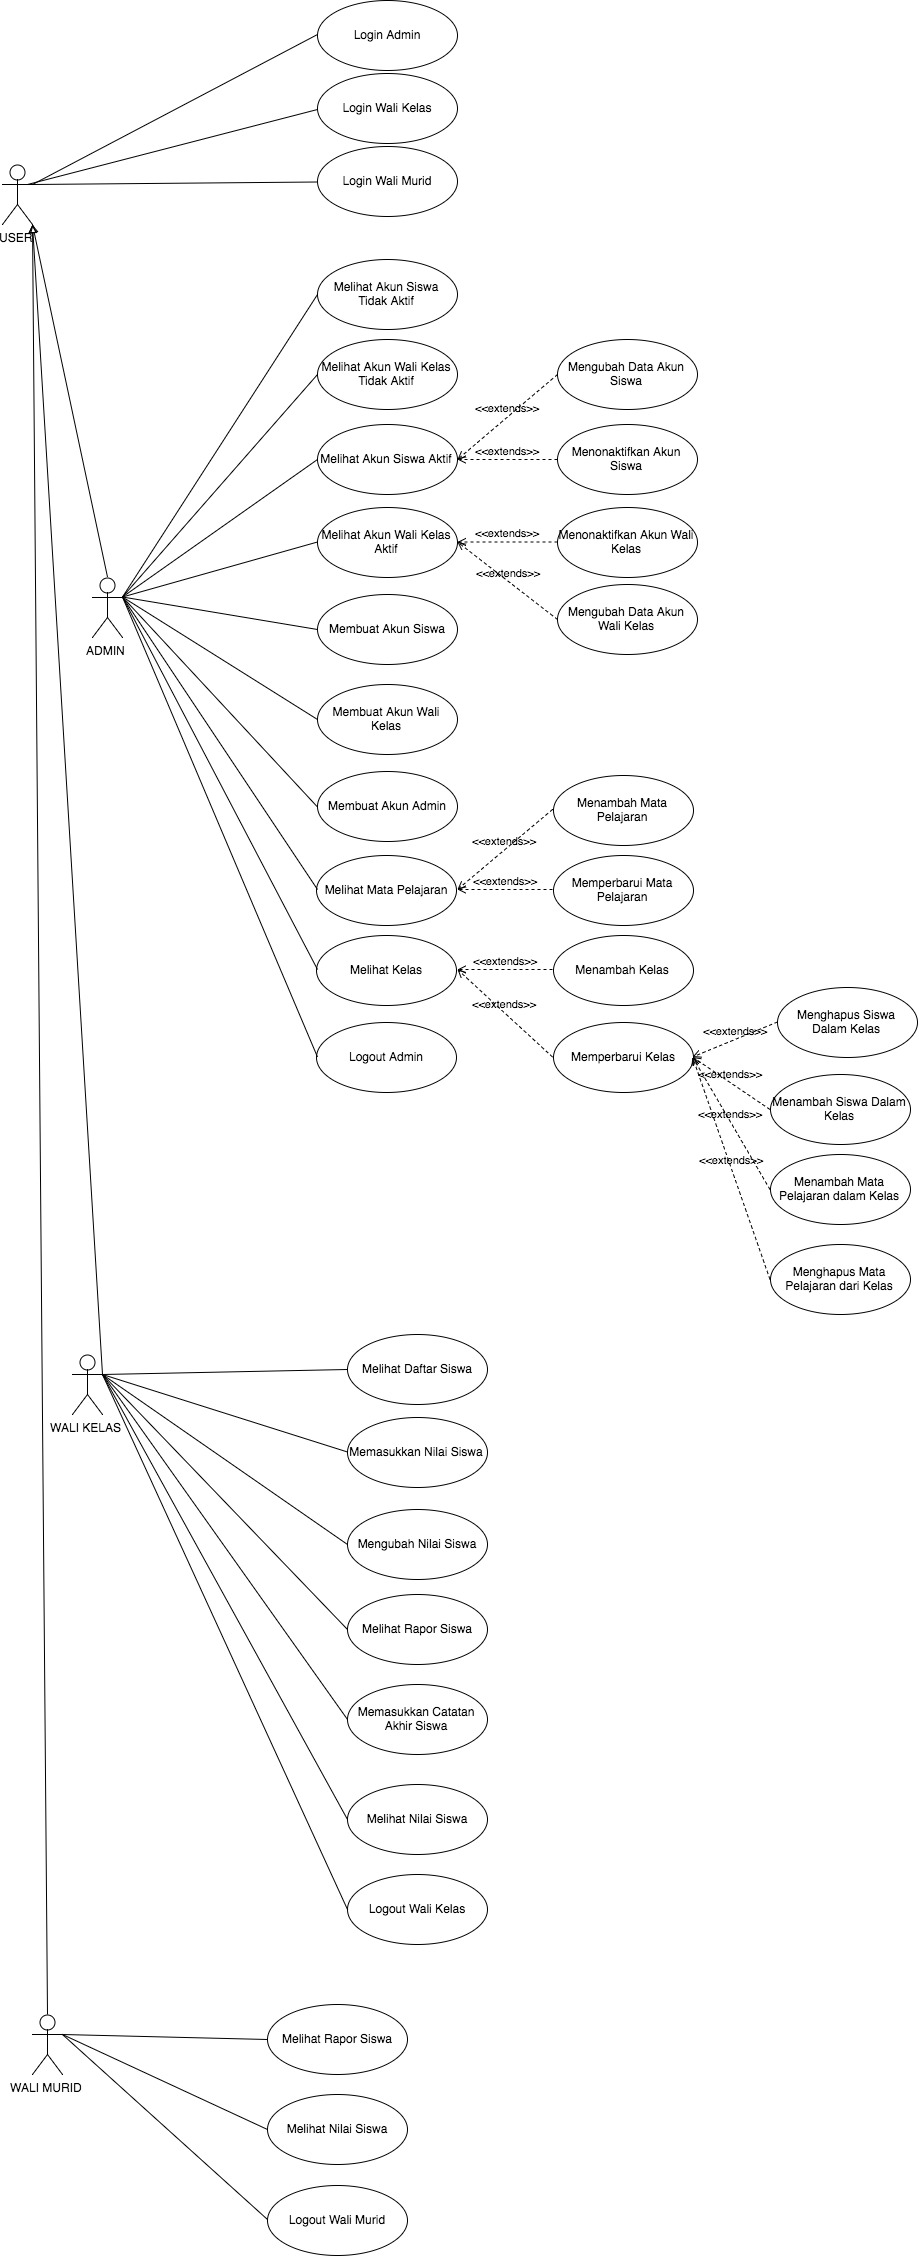 Login Admin
Login Wali Kelas
Login Wali Murid
USER
Melihat Akun Siswa
Tidak Aktif
Melihat Akun Wali Kelas
Tidak Aktif
Mengubah Data Akun
Siswa
<<extends>>
Melihat Akun Siswa Aktif
<<extends>>
Menonaktifkan Akun
Siswa
Melihat Akun Wali Kelas
Aktif
<<extends>>
Menonaktifkan Akun Wali
Kelas
<<extends>>
Mengubah Data Akun
Wali Kelas
ADMIN
Membuat Akun Siswa
Membuat Akun Wali
Kelas
Membuat Akun Admin
Menambah Mata
Pelajaran
<<extends>>
Melihat Mata Pelajaran
<<extends>>
Memperbarui Mata
Pelajaran
Melihat Kelas
<<extends>>
Menambah Kelas
<<extends>>
Logout Admin
Memperbarui Kelas
<<extends>>
Menghapus Siswa
Dalam Kelas
<<extends>>
Menambah Siswa Dalam
Kelas
<<extends>>
Menambah Mata
Pelajaran dalam Kelas
<<extends>>
Menghapus Mata
Pelajaran dari Kelas
WALI KELAS
Melihat Daftar Siswa
Memasukkan Nilai Siswa
Mengubah Nilai Siswa
Melihat Rapor Siswa
Memasukkan Catatan
Akhir Siswa
Melihat Nilai Siswa
Logout Wali Kelas
WALI MURID
Melihat Rapor Siswa
Melihat Nilai Siswa
Logout Wali Murid